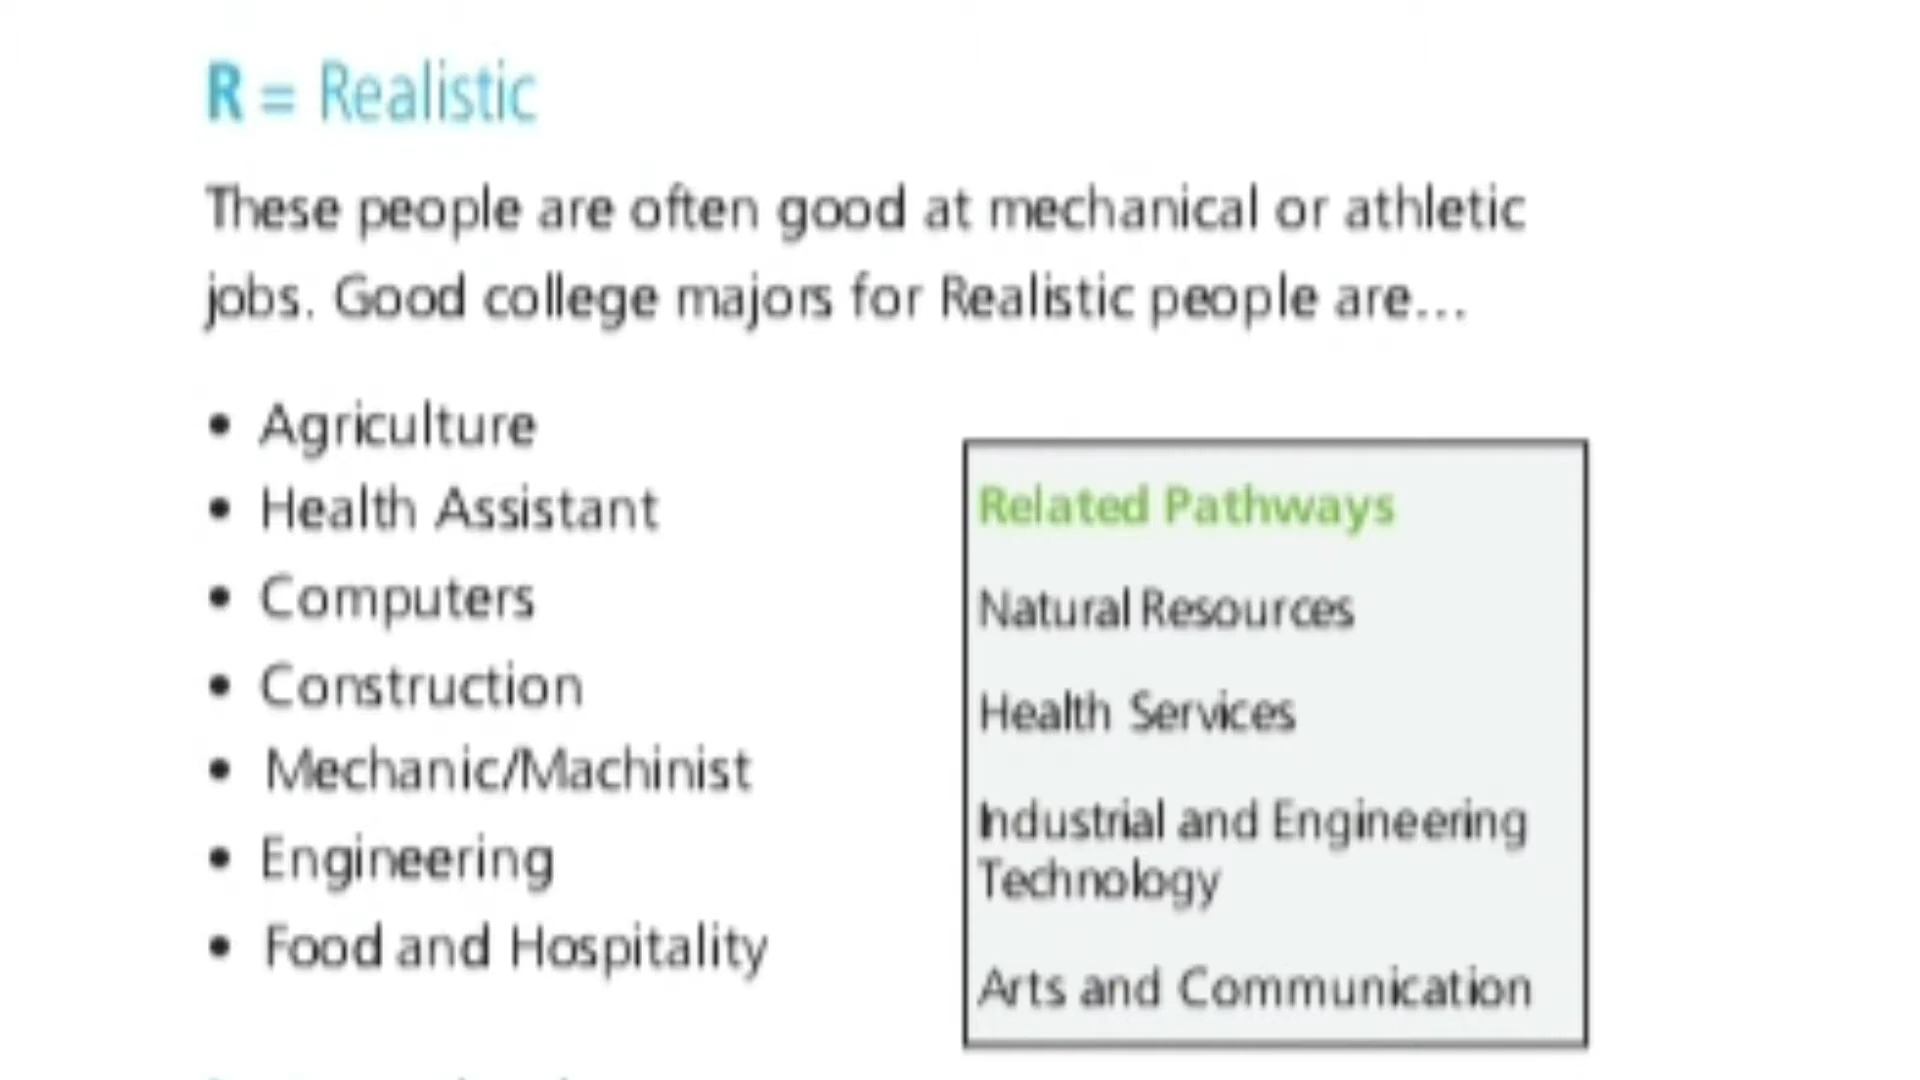 R = Realistic
These people are often good at mechanical or athletic
jobs. Good college majors for Realistic people are...
• Agriculture
• Health Assistant
• Computers
• Construction
• Mechanic/Machinist
• Engineering
• Food and Hospitality
Related Pathways
Natural Resources
Health Services
Industrial and Engineering
Technology
Arts and Communication